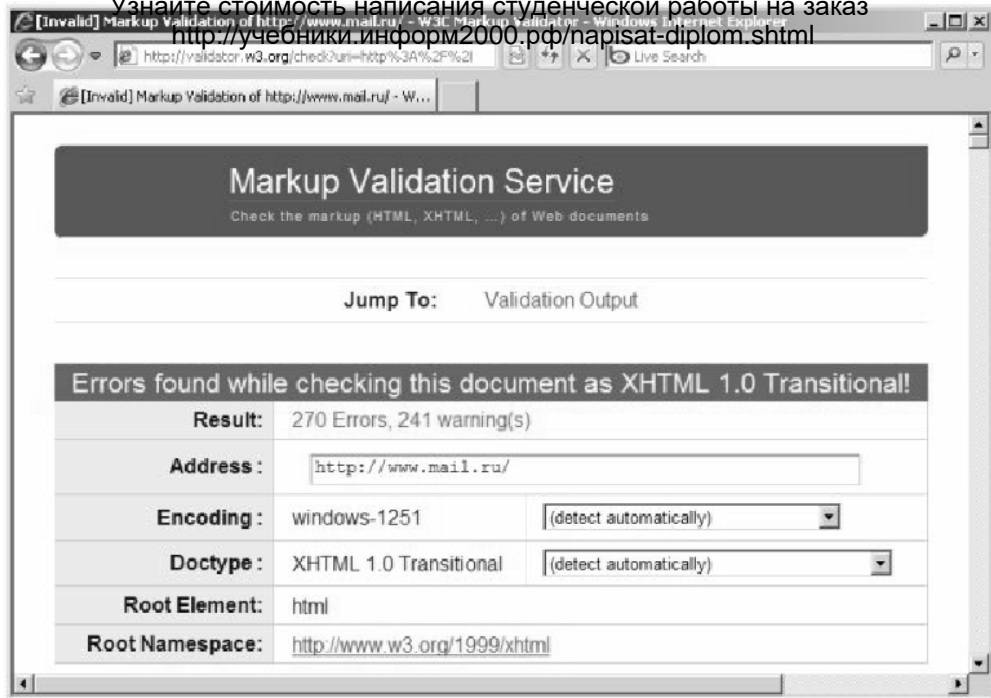 Узнайте стоимость написания студенческой работы на заказ
http://учебники.информ2000.рф/napisat-diplom.shtml
[Invalid] Markup Validation of http://www.mail.ru/ - W3C Markup Validator - Windows Internet Explorer
http://validator.w3.org/check?uri=http%3A%2F%2
Live Search
[Invalid] Markup Validation of http://www.mail.ru/ - W...
Markup Validation Service
Check the markup (HTML, XHTML, ...) of Web documents
Jump To: Validation Output
Errors found while checking this document as XHTML 1.0 Transitional!
Result: 270 Errors, 241 warning(s)
Address: http://www.mail.ru/
Encoding: windows-1251 (detect automatically)
Doctype: XHTML 1.0 Transitional (detect automatically)
Root Element: html
Root Namespace: http://www.w3.org/1999/xhtml